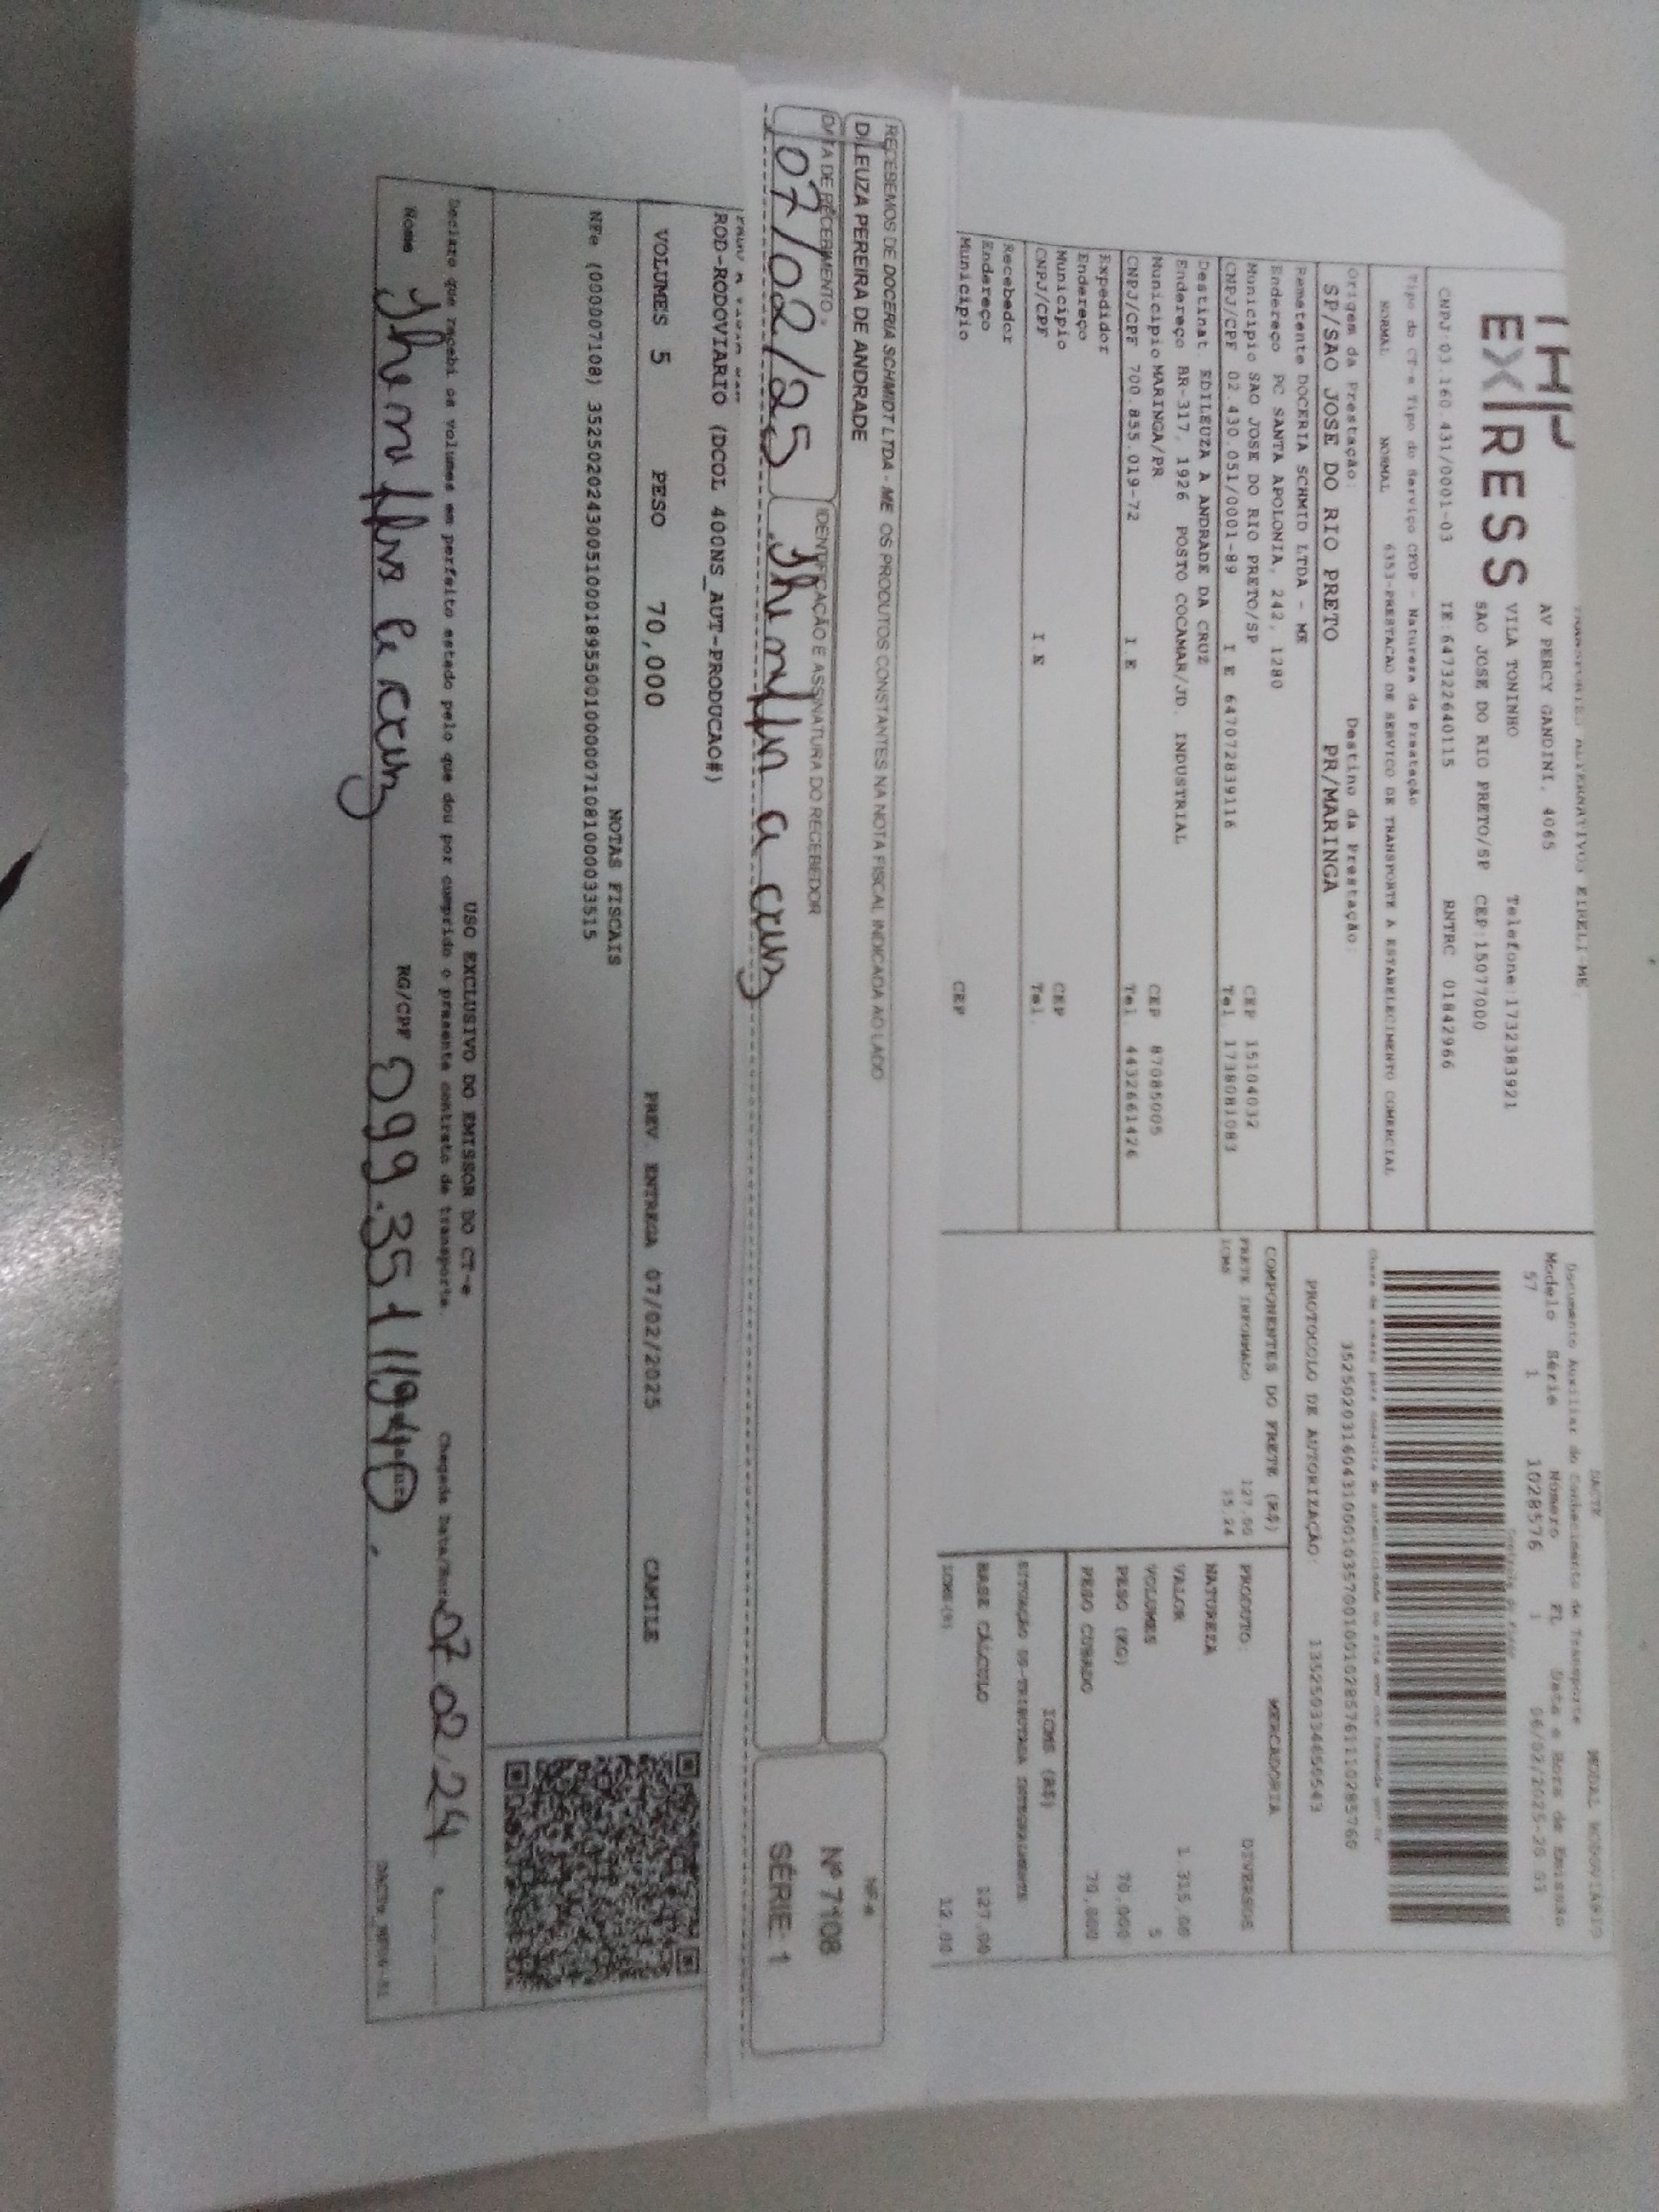 EXPRESS
AV PERCY GANDINI, 4065
VILA TONINHO Telefone:1732383921
SAO JOSE DO RIO PRETO/SP CEP:15077000
CNPJ:03.160.431/0001-03 IE:647322640115 RNTRC 01842966
Tipo do CT-e Tipo do Serviço CFOP - Natureza da Prestação
NORMAL NORMAL 6353-PRESTACAO DE SERVICO DE TRANSPORTE A ESTABELECIMENTO COMERCIAL
Origem da Prestação: Destino da Prestação:
SP/SAO JOSE DO RIO PRETO PR/MARINGA
Remetente DOCERIA SCHMID LTDA - ME
Endereço PC SANTA APOLONIA, 242, 1280
Municipio SAO JOSE DO RIO PRETO/SP CEP 15104032
CNPJ/CPF 02.430.051/0001-89 I E 647072839116 Tel. 1738081083
Destinat. EDILEUZA A ANDRADE DA CRUZ
Endereço BR-317, 1926 POSTO COCAMAR/JD. INDUSTRIAL
Municipio MARINGA/PR CEP 87065005
CNPJ/CPF 700.855.019-72 I E Tel. 4432661426
Expedidor
Endereço
Municipio CEP
CNPJ/CPF I.E Tel.
Recebedor
Endereço
Municipio CEP
DACTE MODAL RODOVIÁRIO
Documento Auxiliar do Conhecimento de Transporte
Modelo Série Número FL Data e Hora de Emissão
57 1 1028576 1
Controle do Fisco
PROTOCOLO DE AUTORIZAÇÃO:
COMPONENTES DO FRETE (R$)
FRETE INFORMADO 127.00
ICMS 15.24
MERCADORIA
PRODUTO: DIVERSOS
NATUREZA
VALOR 1.315,00
VOLUMES 5
PESO (KG) 70,000
PESO CUBADO 70,000
ICMS (R$)
BASE CÁLCULO 127.00
ICMS(%) 12.00
RECEBEMOS DE DOCERIA SCHMIDT LTDA - ME OS PRODUTOS CONSTANTES NA NOTA FISCAL INDICADA AO LADO
DILEUZA PEREIRA DE ANDRADE
DATA DE RECEBIMENTO IDENTIFICAÇÃO E ASSINATURA DO RECEBEDOR
07/02/25
NFe
Nº 7108
SÉRIE 1
ROD-RODOVIARIO (DCOL 400NS_AUT-PRODUCAO#)
VOLUMES 5 PESO 70,000 PREV ENTREGA 07/02/2025 CAMILE
NOTAS FISCAIS
NFe (000007108) 35250202430051000189550010000071081000033515
USO EXCLUSIVO DO EMISSOR DO CT-e
Declaro que recebi os volumes em perfeito estado pelo que dou por cumprido o presente contrato de transporte. Chegada Data/Hora 07 02 24
Nome RG/CPF